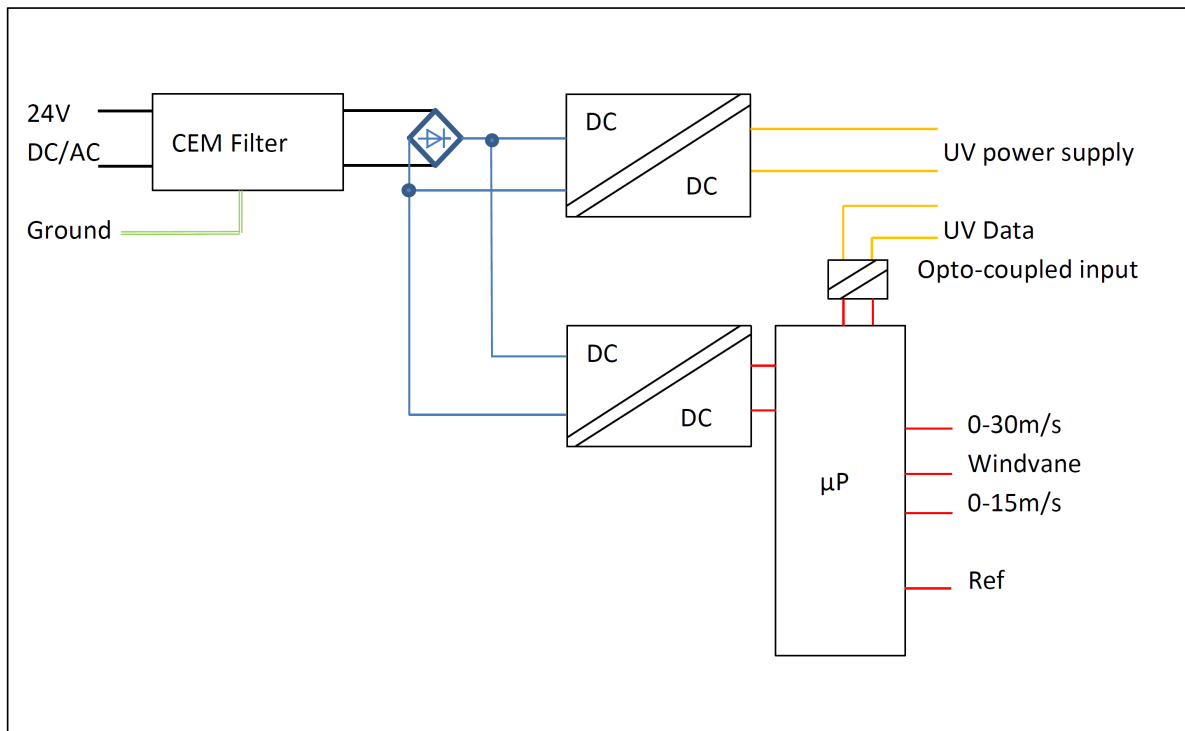 24V
DC/AC
CEM Filter
Ground
DC
DC
UV power supply
UV Data
Opto-coupled input
DC
DC
µP
0-30m/s
Windvane
0-15m/s
Ref